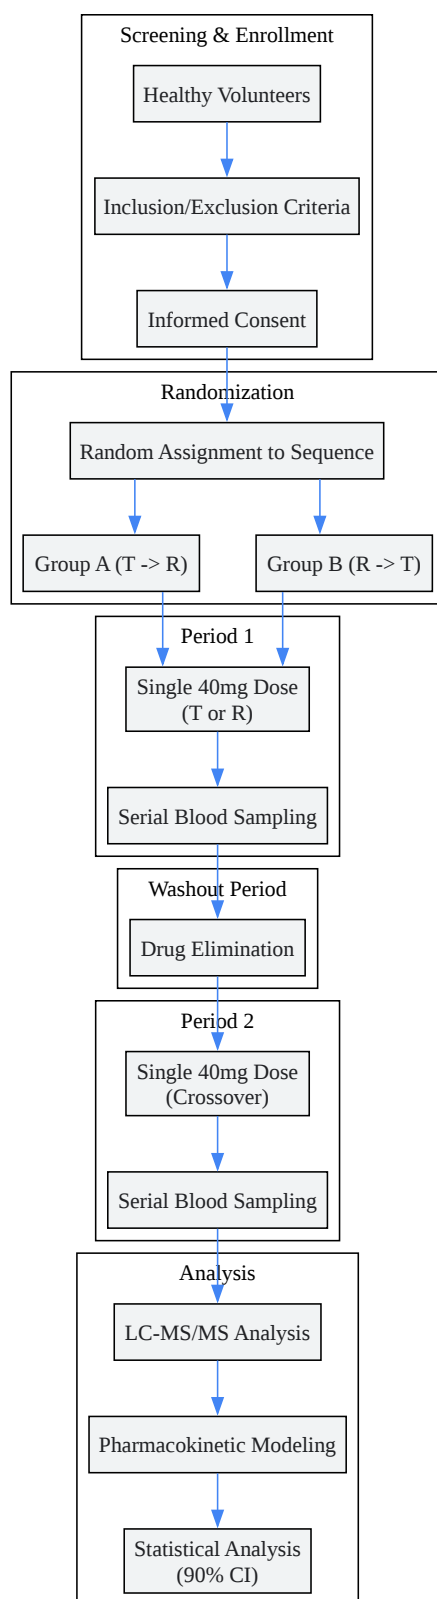 Screening & Enrollment
Healthy Volunteers
Inclusion/Exclusion Criteria
Informed Consent
Randomization
Random Assignment to Sequence
Group A (T -> R)
Group B (R -> T)
Period 1
Single 40mg Dose
(T or R)
Serial Blood Sampling
Washout Period
Drug Elimination
Period 2
Single 40mg Dose
(Crossover)
Serial Blood Sampling
Analysis
LC-MS/MS Analysis
Pharmacokinetic Modeling
Statistical Analysis
(90% CI)